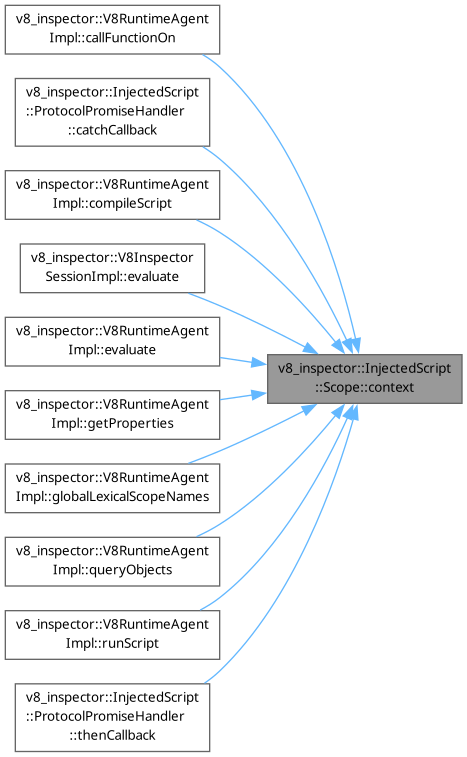 v8_inspector::V8RuntimeAgent
Impl::callFunctionOn
v8_inspector::InjectedScript
::ProtocolPromiseHandler
::catchCallback
v8_inspector::V8RuntimeAgent
Impl::compileScript
v8_inspector::V8Inspector
SessionImpl::evaluate
v8_inspector::V8RuntimeAgent
Impl::evaluate
v8_inspector::InjectedScript
::Scope::context
v8_inspector::V8RuntimeAgent
Impl::getProperties
v8_inspector::V8RuntimeAgent
Impl::globalLexicalScopeNames
v8_inspector::V8RuntimeAgent
Impl::queryObjects
v8_inspector::V8RuntimeAgent
Impl::runScript
v8_inspector::InjectedScript
::ProtocolPromiseHandler
::thenCallback